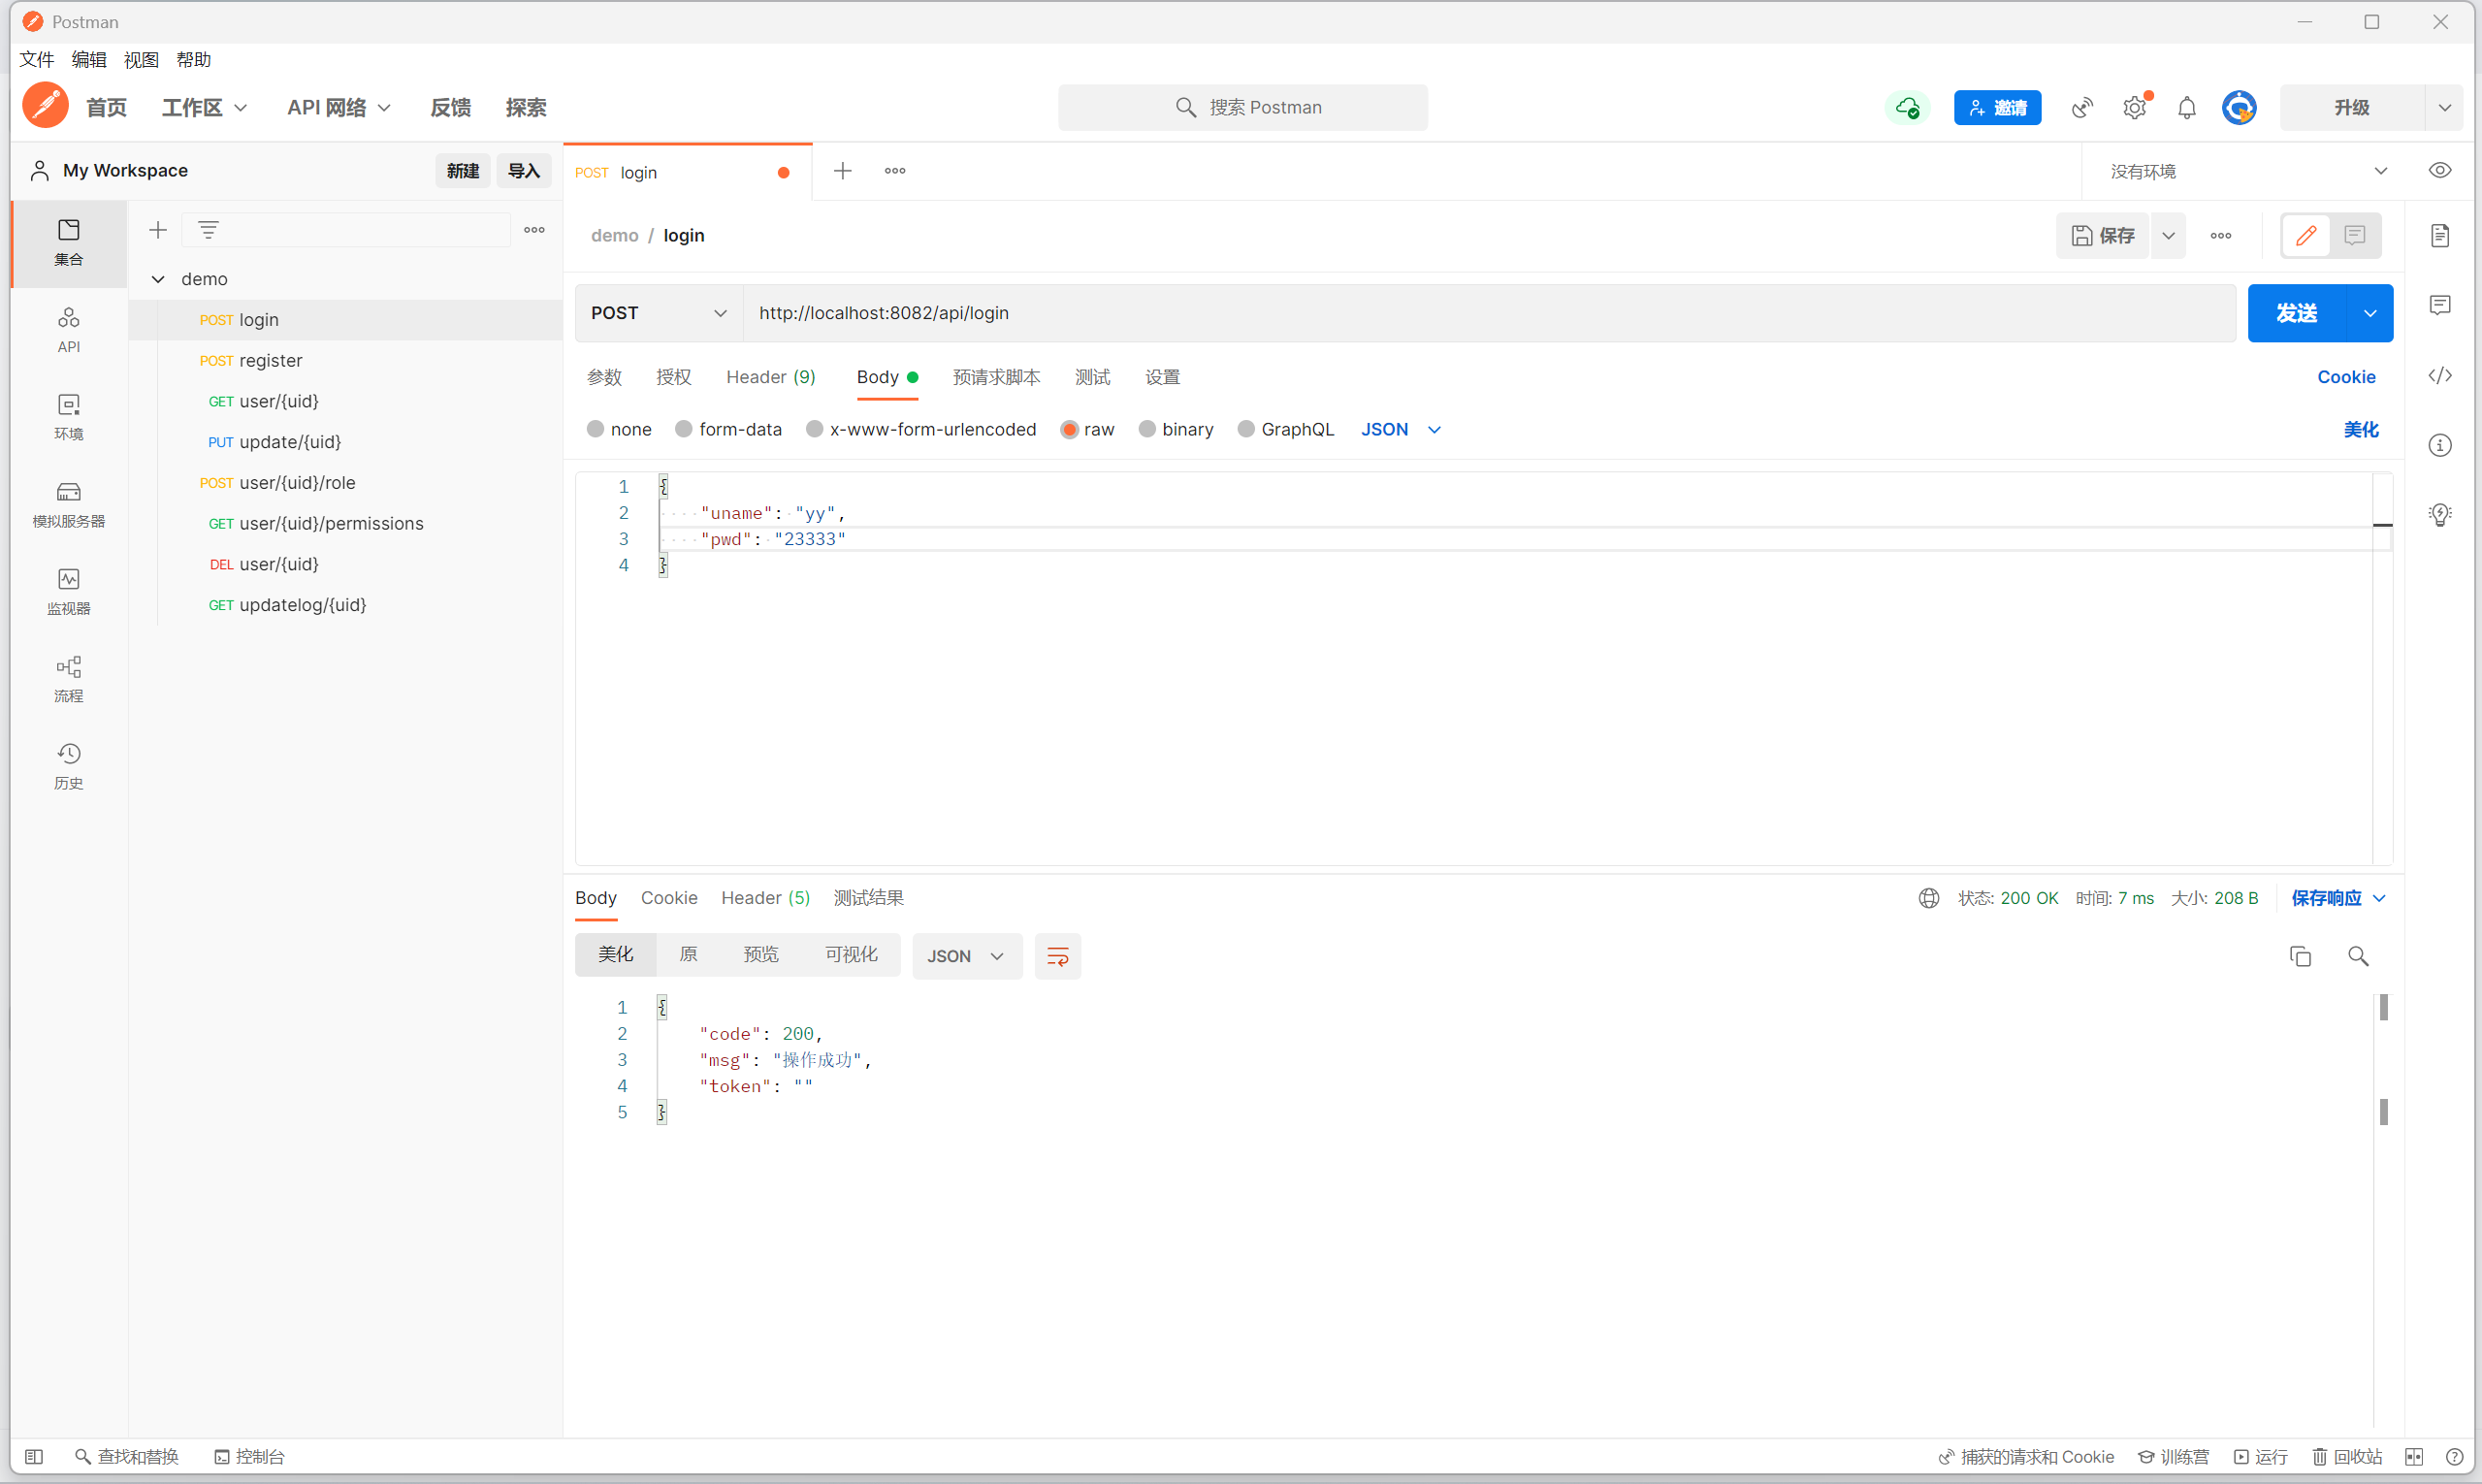 Postman
文件 编辑 视图 帮助
首页 工作区 API 网络 反馈 探索 搜索 Postman 邀请 升级
My Workspace 新建 导入 POST login 没有环境
demo / login 保存
集合
API
环境
模拟服务器
监视器
流程
历史
demo
POST login
POST register
GET user/{uid}
PUT update/{uid}
POST user/{uid}/role
GET user/{uid}/permissions
DEL user/{uid}
GET updatelog/{uid}
POST http://localhost:8082/api/login 发送
参数 授权 Header (9) Body 预请求脚本 测试 设置 Cookie
none form-data x-www-form-urlencoded raw binary GraphQL JSON 美化
1 {
2 "uname": "yy",
3 "pwd": "23333"
4 }
Body Cookie Header (5) 测试结果 状态: 200 OK 时间: 7 ms 大小: 208 B 保存响应
美化 原 预览 可视化 JSON
1 {
2 "code": 200,
3 "msg": "操作成功",
4 "token": ""
5 }
查找和替换 控制台 捕获的请求和 Cookie 训练营 运行 回收站